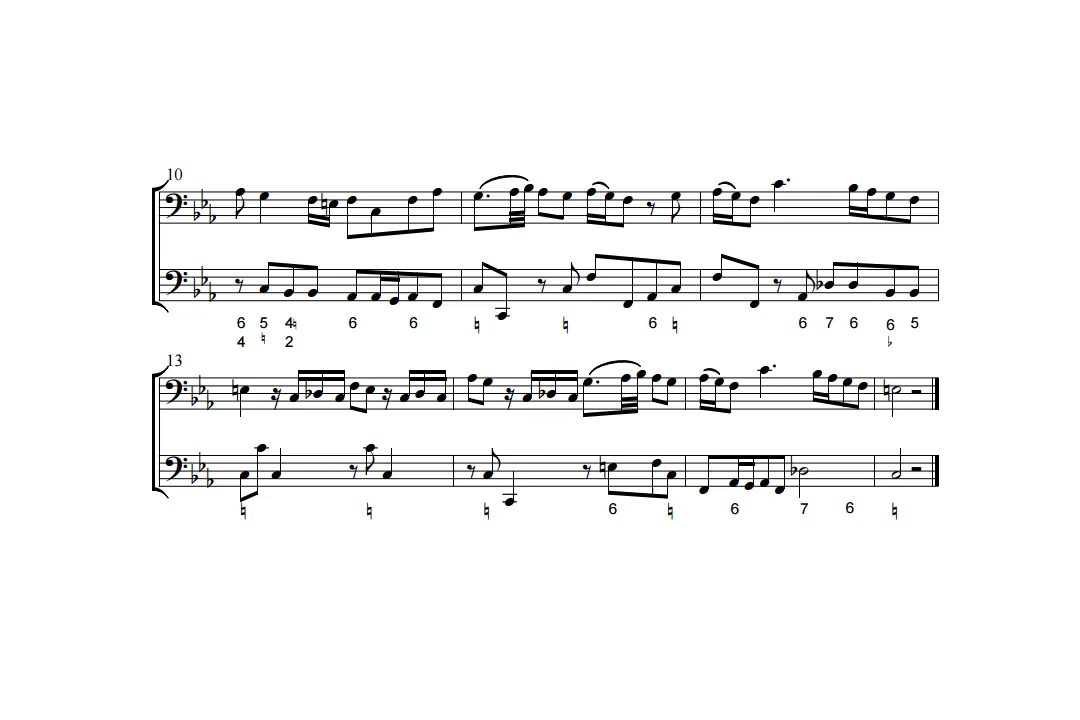 10
6 5 4♮ 6 6 ♮ ♮ 6 ♮ 6 7 6 6 5
4 ♮ 2 ♭
13
♮ ♮ ♮ 6 ♮ 6 7 6 ♮